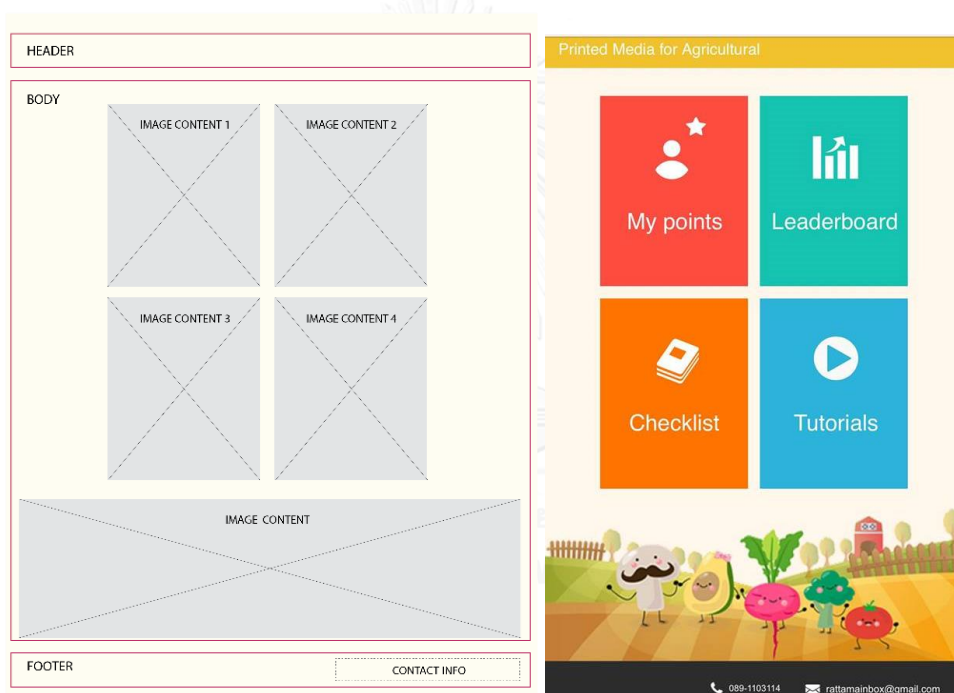 HEADER
BODY
IMAGE CONTENT 1
IMAGE CONTENT 2
IMAGE CONTENT 3
IMAGE CONTENT 4
IMAGE CONTENT
FOOTER
CONTACT INFO
Printed Media for Agricultural
My points
Leaderboard
Checklist
Tutorials
089-1103114
rattamainbox@gmail.com